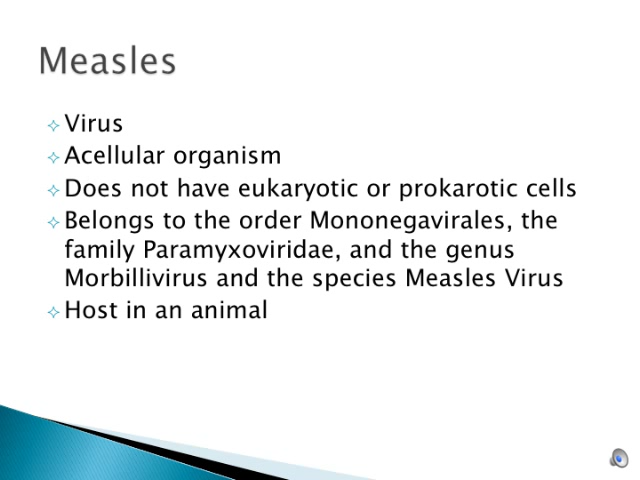 Measles
Virus
Acellular organism
Does not have eukaryotic or prokarotic cells
Belongs to the order Mononegavirales, the
family Paramyxoviridae, and the genus
Morbillivirus and the species Measles Virus
Host in an animal